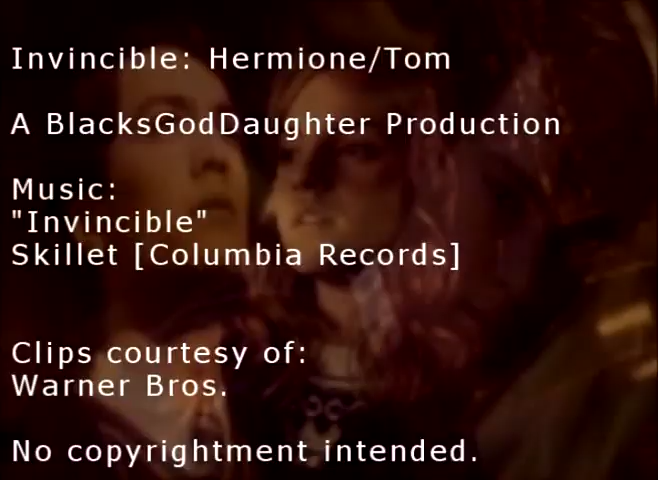 Invincible: Hermione/Tom
A BlacksGodDaughter Production
Music:
"Invincible"
Skillet [Columbia Records]
Clips courtesy of:
Warner Bros.
No copyrightment intended.